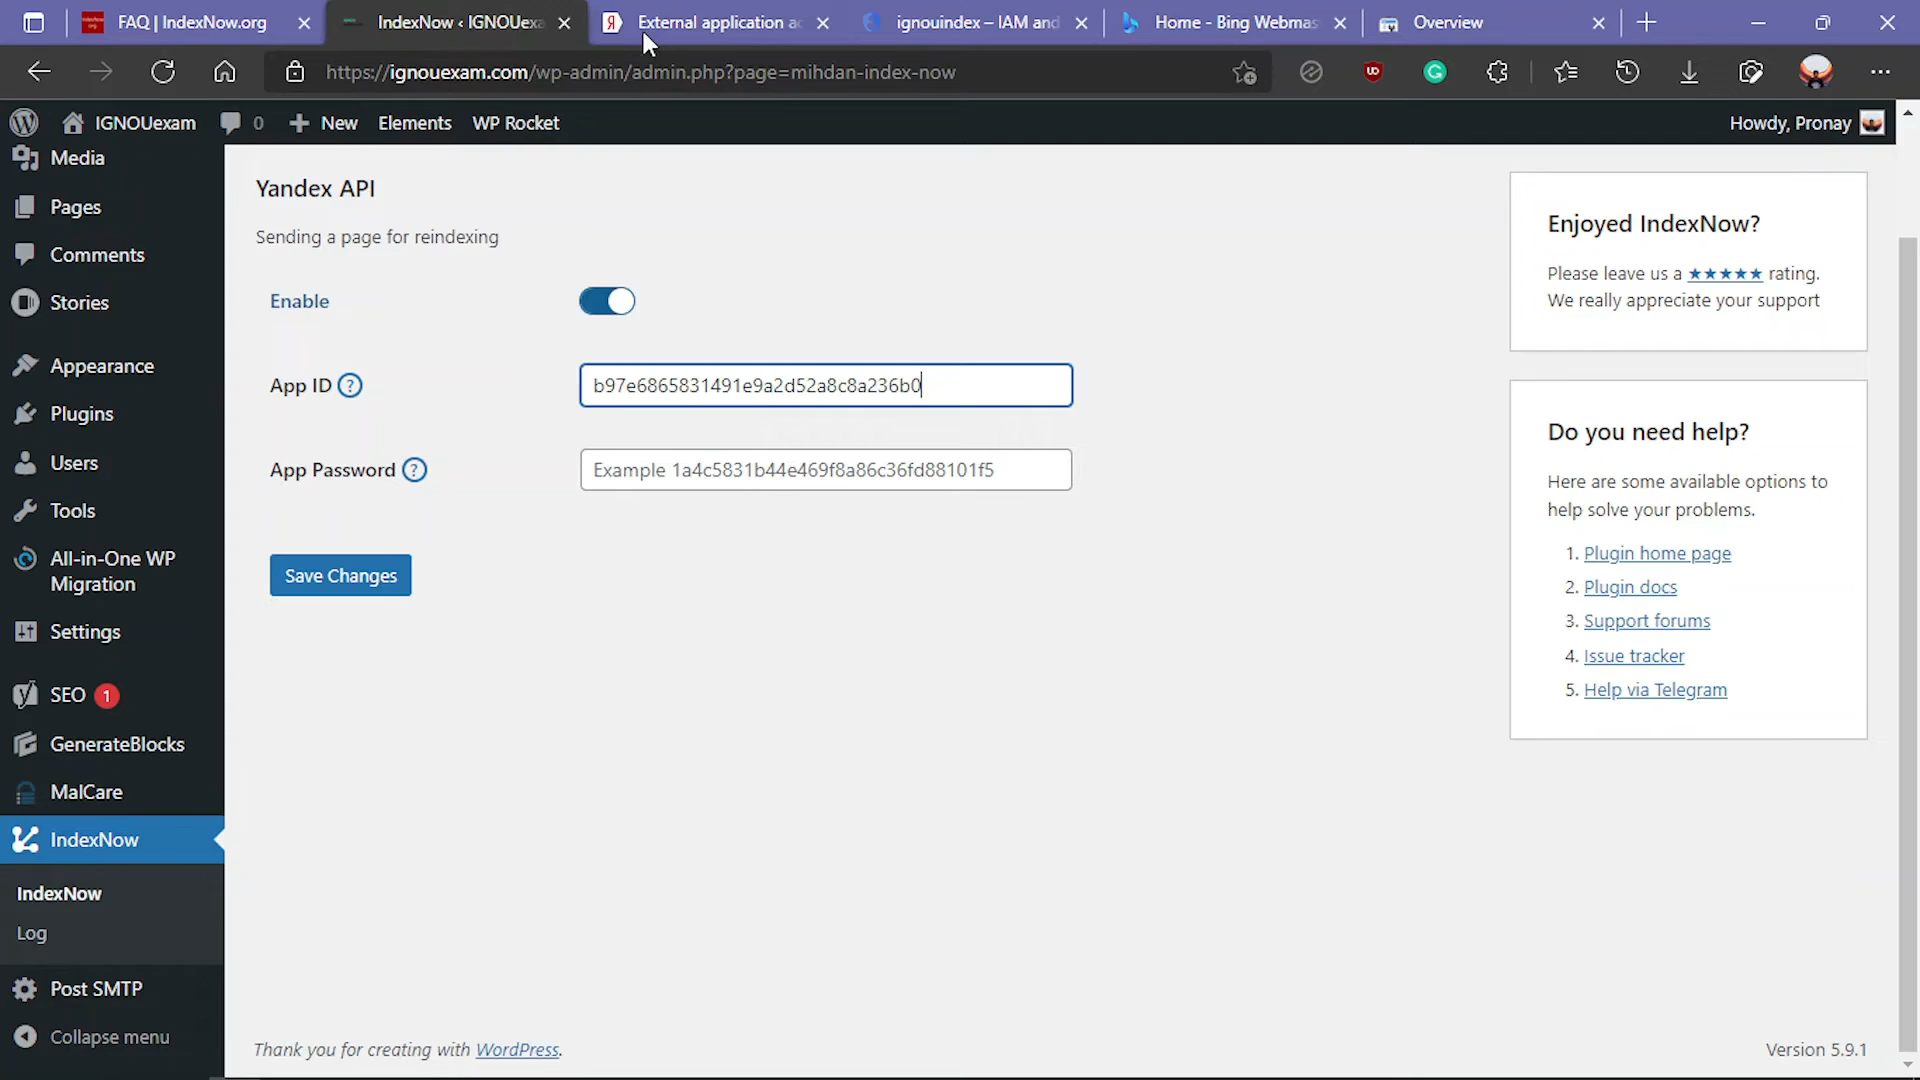 FAQ | IndexNow.org
IndexNow ‹ IGNOUexa
External application a
ignouindex – IAM and
Home - Bing Webmas
Overview
https://ignouexam.com/wp-admin/admin.php?page=mihdan-index-now
IGNOUexam
0
New
Elements
WP Rocket
Howdy, Pronay
Media
Pages
Comments
Stories
Appearance
Plugins
Users
Tools
All-in-One WP
Migration
Settings
SEO 1
GenerateBlocks
MalCare
IndexNow
IndexNow
Log
Post SMTP
Collapse menu
Yandex API
Sending a page for reindexing
Enable
App ID ?
b97e6865831491e9a2d52a8c8a236b0
App Password ?
Example 1a4c5831b44e469f8a86c36fd88101f5
Save Changes
Enjoyed IndexNow?
Please leave us a ★★★★★ rating.
We really appreciate your support
Do you need help?
Here are some available options to
help solve your problems.
1. Plugin home page
2. Plugin docs
3. Support forums
4. Issue tracker
5. Help via Telegram
Thank you for creating with WordPress.
Version 5.9.1